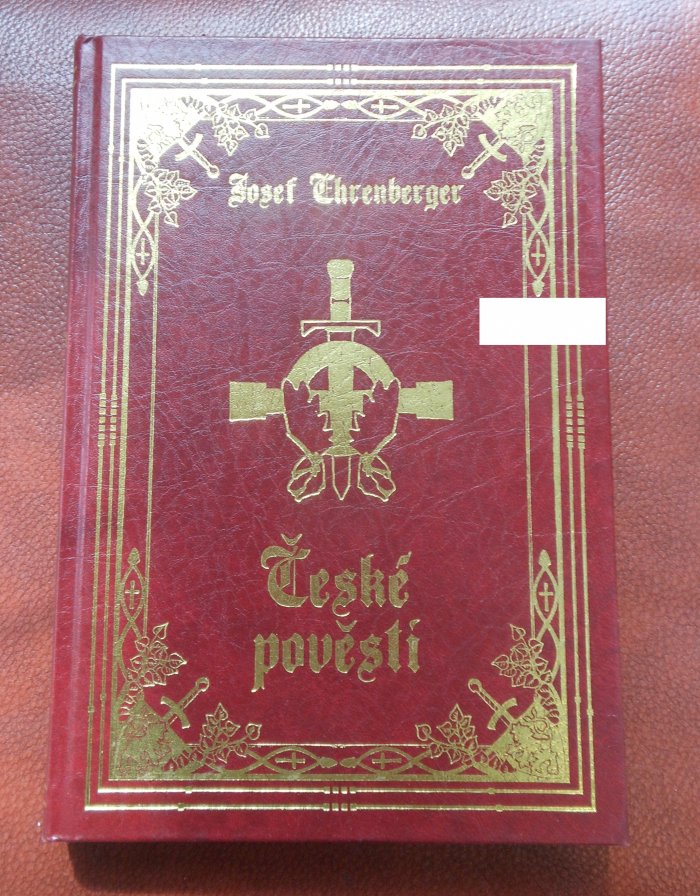 Josef Ehrenberger
České
pověsti